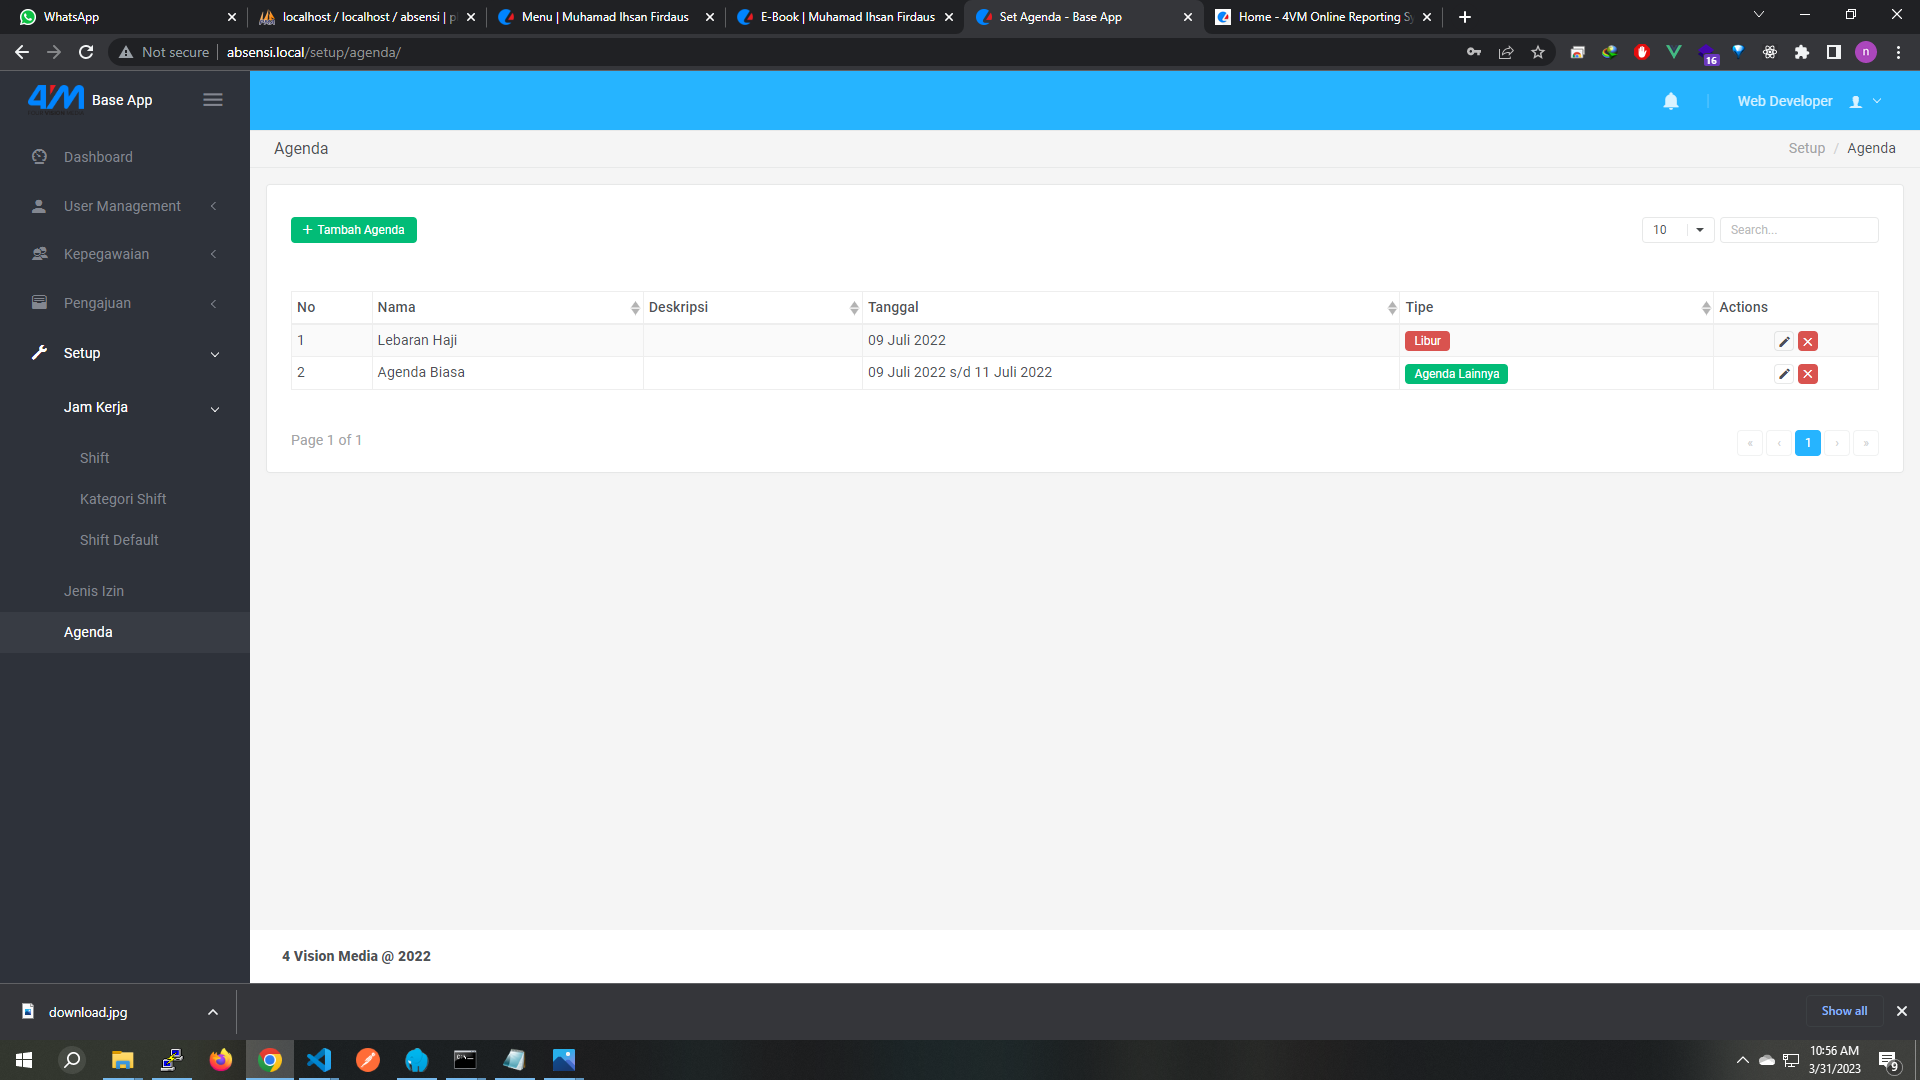 WhatsApp
localhost / localhost / absensi | p
Menu | Muhamad Ihsan Firdaus
E-Book | Muhamad Ihsan Firdaus
Set Agenda - Base App
Home - 4VM Online Reporting Sy
Not secure
absensi.local/setup/agenda/
16
n
4VM Base App
Web Developer
Dashboard
User Management
Kepegawaian
Pengajuan
Setup
Jam Kerja
Shift
Kategori Shift
Shift Default
Jenis Izin
Agenda
Agenda
Setup / Agenda
+ Tambah Agenda
10
Search...
No Nama Deskripsi Tanggal Tipe Actions
1 Lebaran Haji 09 Juli 2022 Libur
2 Agenda Biasa 09 Juli 2022 s/d 11 Juli 2022 Agenda Lainnya
Page 1 of 1
« ‹ 1 › »
4 Vision Media @ 2022
download.jpg
Show all
10:56 AM
3/31/2023
9